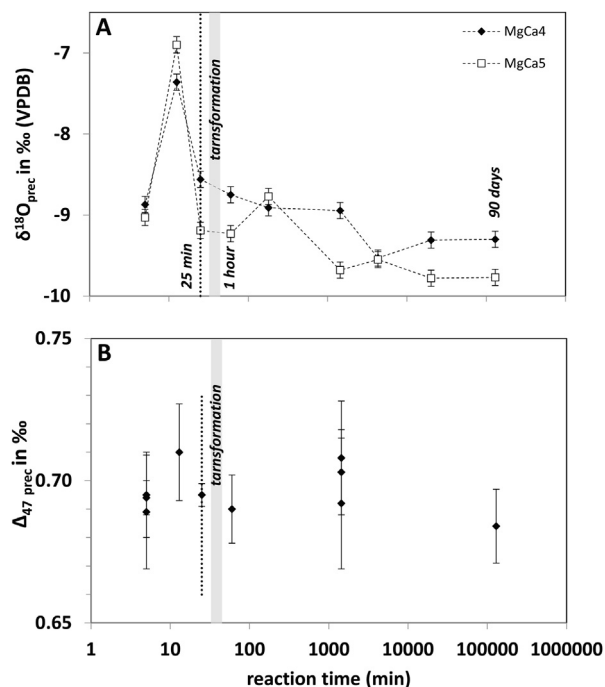 A
MgCa4
MgCa5
-7
-8
-9
-10
δ¹⁸Oprec in ‰ (VPDB)
25 min
tarnsformation
1 hour
90 days
B
0.75
0.70
0.65
Δ47 prec in ‰
tarnsformation
1 10 100 1000 10000 100000 1000000
reaction time (min)